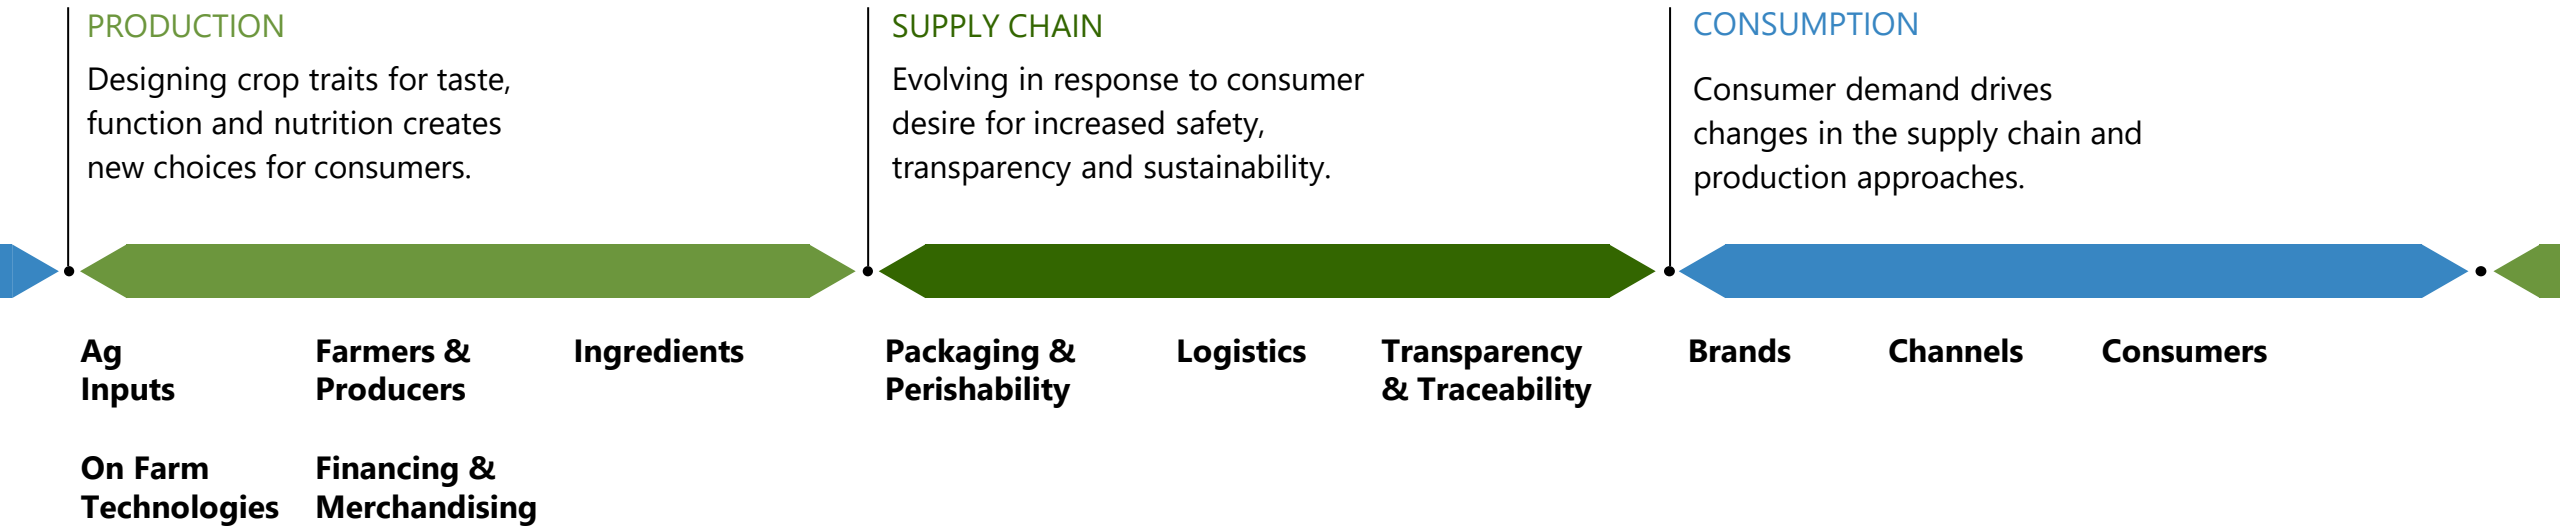 PRODUCTION
Designing crop traits for taste,
function and nutrition creates
new choices for consumers.
SUPPLY CHAIN
Evolving in response to consumer
desire for increased safety,
transparency and sustainability.
CONSUMPTION
Consumer demand drives
changes in the supply chain and
production approaches.
Ag
Inputs
Farmers &
Producers
Ingredients
On Farm
Technologies
Financing &
Merchandising
Packaging &
Perishability
Logistics
Transparency
& Traceability
Brands
Channels
Consumers